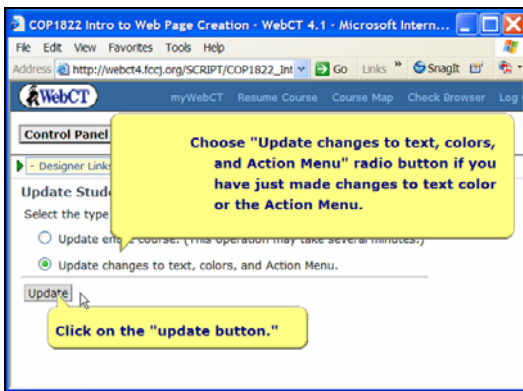 COP1822 Intro to Web Page Creation - WebCT 4.1 - Microsoft Intern...
File Edit View Favorites Tools Help
Address http://webct4.fccj.org/SCRIPT/COP1822_Int Go Links » SnagIt
WebCT myWebCT Resume Course Course Map Check Browser Log
Control Panel
Choose "Update changes to text, colors,
and Action Menu" radio button if you
have just made changes to text color
or the Action Menu.
- Designer Links
Update Stude
Select the type
Update entire course. (This operation may take several minutes.)
Update changes to text, colors, and Action Menu.
Update
Click on the "update button."